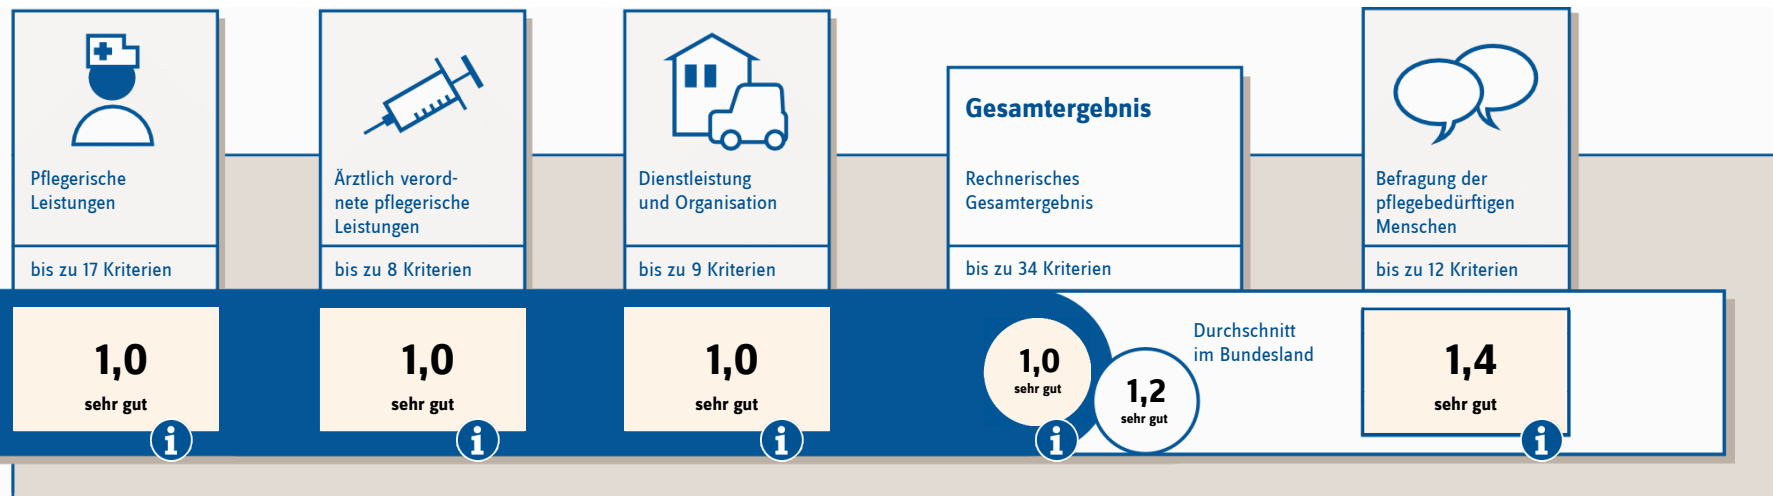 Pflegerische
Leistungen
bis zu 17 Kriterien
1,0
sehr gut
i
Ärztlich verord-
nete pflegerische
Leistungen
bis zu 8 Kriterien
1,0
sehr gut
i
Dienstleistung
und Organisation
bis zu 9 Kriterien
1,0
sehr gut
i
Gesamtergebnis
Rechnerisches
Gesamtergebnis
bis zu 34 Kriterien
1,0
sehr gut
i
1,2
sehr gut
Durchschnitt
im Bundesland
Befragung der
pflegebedürftigen
Menschen
bis zu 12 Kriterien
1,4
sehr gut
i